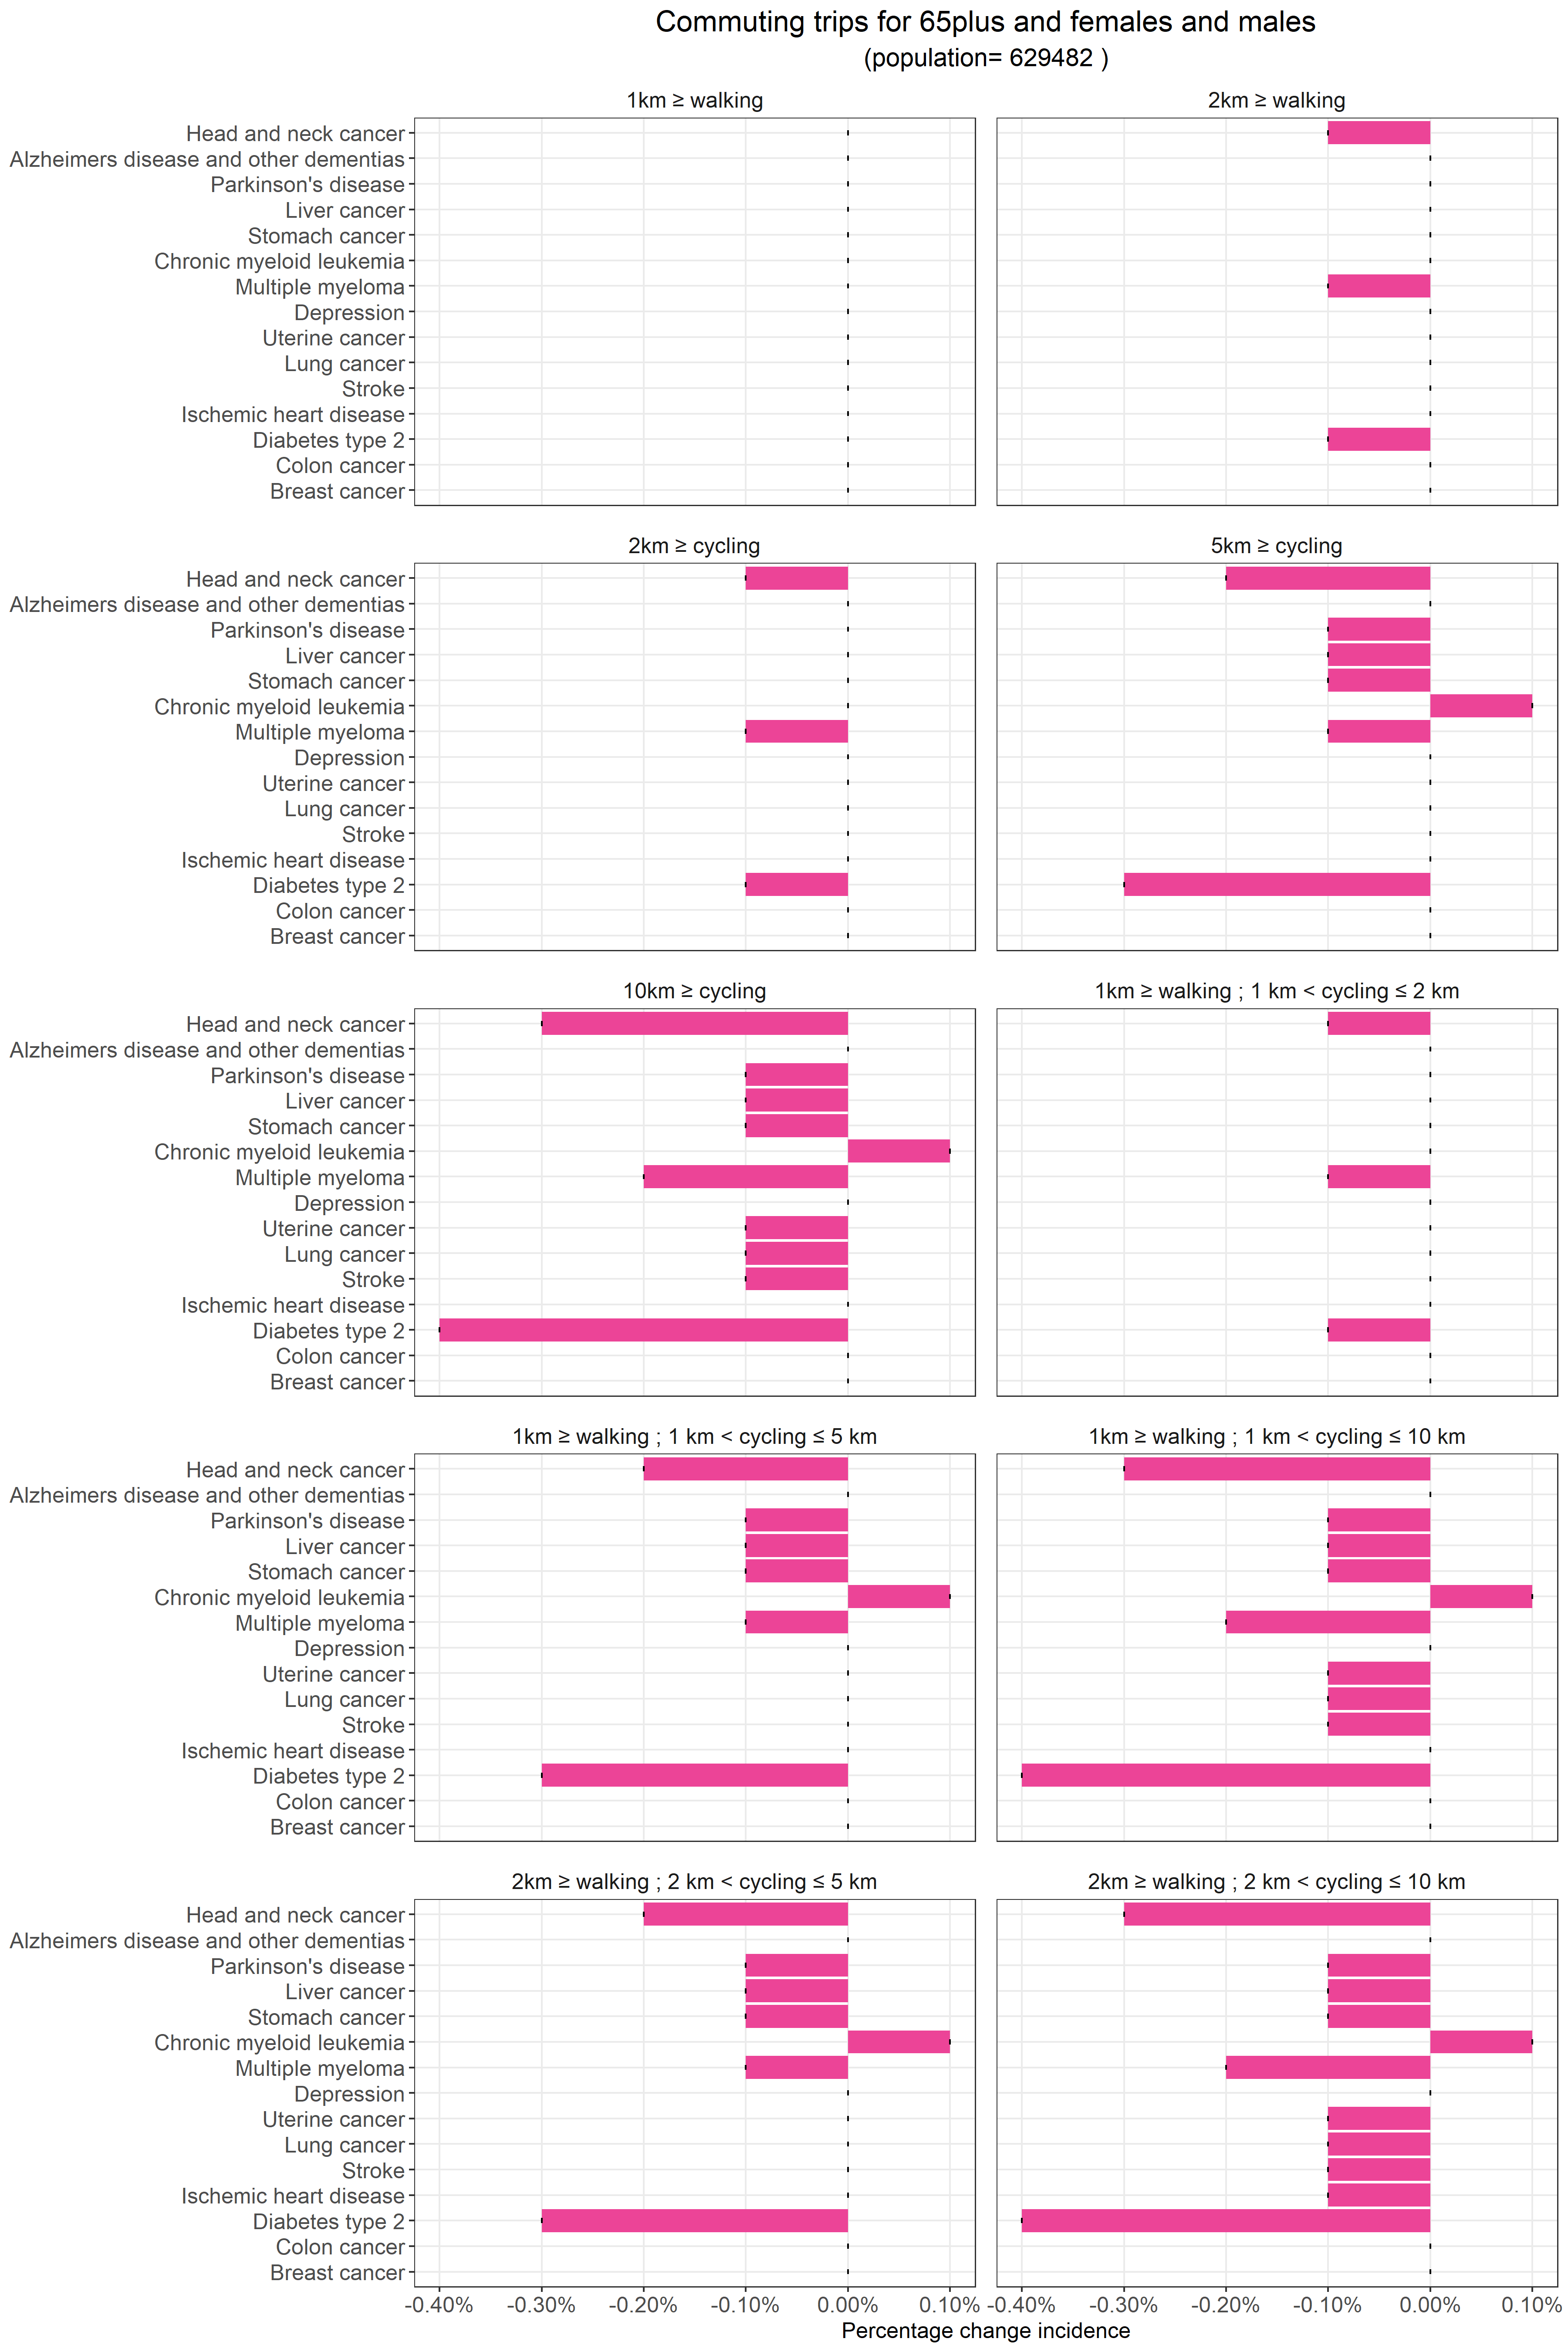 Commuting trips for 65plus and females and males
(population= 629482 )
1km ≥ walking
2km ≥ walking
Head and neck cancer
Alzheimers disease and other dementias
Parkinson's disease
Liver cancer
Stomach cancer
Chronic myeloid leukemia
Multiple myeloma
Depression
Uterine cancer
Lung cancer
Stroke
Ischemic heart disease
Diabetes type 2
Colon cancer
Breast cancer
2km ≥ cycling
5km ≥ cycling
Head and neck cancer
Alzheimers disease and other dementias
Parkinson's disease
Liver cancer
Stomach cancer
Chronic myeloid leukemia
Multiple myeloma
Depression
Uterine cancer
Lung cancer
Stroke
Ischemic heart disease
Diabetes type 2
Colon cancer
Breast cancer
10km ≥ cycling
1km ≥ walking ; 1 km < cycling ≤ 2 km
Head and neck cancer
Alzheimers disease and other dementias
Parkinson's disease
Liver cancer
Stomach cancer
Chronic myeloid leukemia
Multiple myeloma
Depression
Uterine cancer
Lung cancer
Stroke
Ischemic heart disease
Diabetes type 2
Colon cancer
Breast cancer
1km ≥ walking ; 1 km < cycling ≤ 5 km
1km ≥ walking ; 1 km < cycling ≤ 10 km
Head and neck cancer
Alzheimers disease and other dementias
Parkinson's disease
Liver cancer
Stomach cancer
Chronic myeloid leukemia
Multiple myeloma
Depression
Uterine cancer
Lung cancer
Stroke
Ischemic heart disease
Diabetes type 2
Colon cancer
Breast cancer
2km ≥ walking ; 2 km < cycling ≤ 5 km
2km ≥ walking ; 2 km < cycling ≤ 10 km
Head and neck cancer
Alzheimers disease and other dementias
Parkinson's disease
Liver cancer
Stomach cancer
Chronic myeloid leukemia
Multiple myeloma
Depression
Uterine cancer
Lung cancer
Stroke
Ischemic heart disease
Diabetes type 2
Colon cancer
Breast cancer
-0.40% -0.30% -0.20% -0.10% 0.00% 0.10% -0.40% -0.30% -0.20% -0.10% 0.00% 0.10%
Percentage change incidence